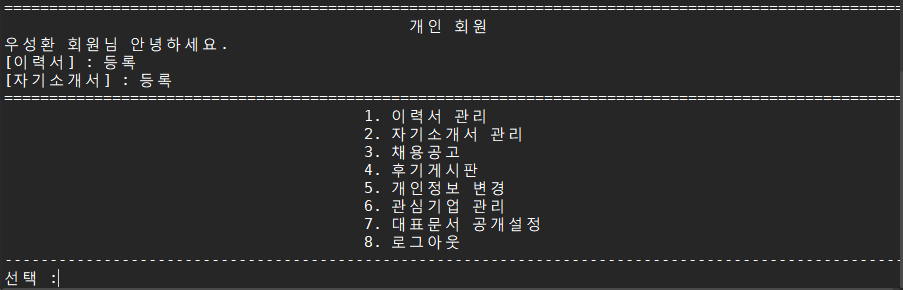 ====================================================================================================
개인 회원
우성환 회원님 안녕하세요.
[이력서] : 등록
[자기소개서] : 등록
====================================================================================================
1. 이력서 관리
2. 자기소개서 관리
3. 채용공고
4. 후기게시판
5. 개인정보 변경
6. 관심기업 관리
7. 대표문서 공개설정
8. 로그아웃
----------------------------------------------------------------------------------------------------
선택 :